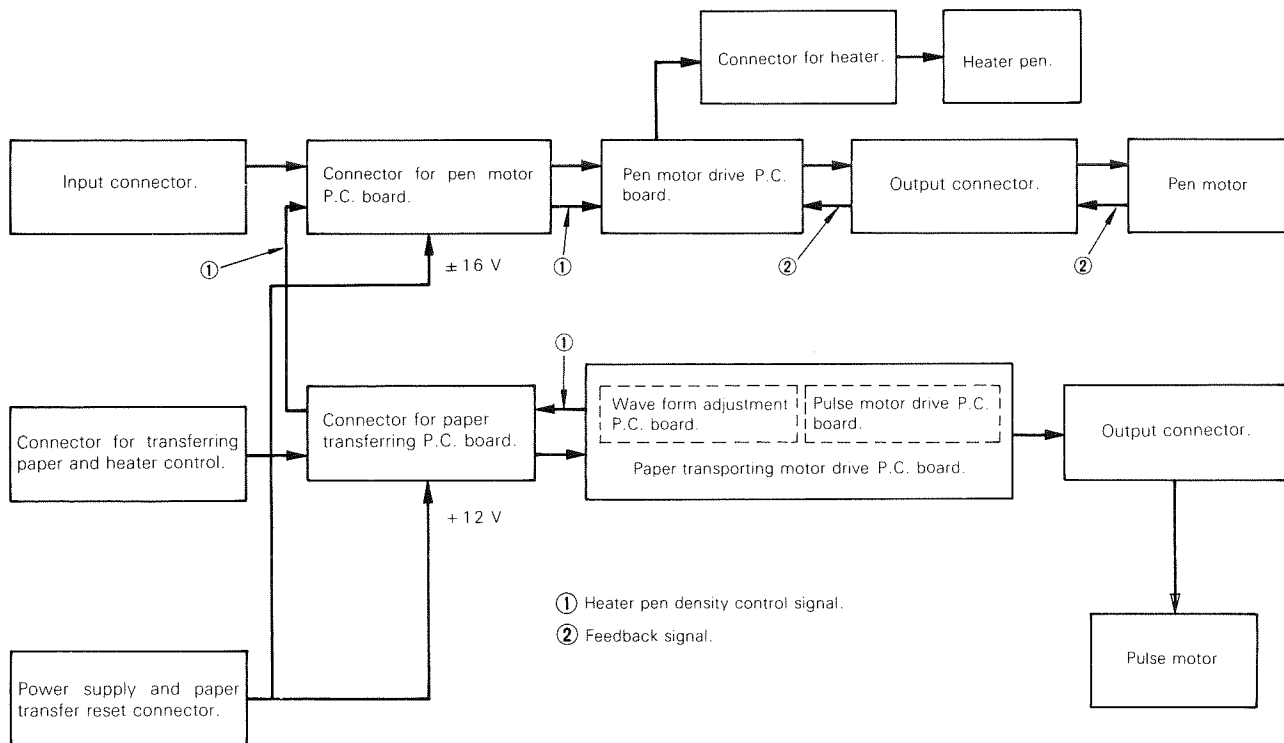 Connector for heater.
Heater pen.
Input connector.
Connector for pen motor
P.C. board.
Pen motor drive P.C.
board.
Output connector.
Pen motor
①
± 16 V
①
②
②
①
Connector for transferring
paper and heater control.
Connector for paper
transferring P.C. board.
Wave form adjustment
P.C. board.
Pulse motor drive P.C.
board.
Paper transporting motor drive P.C. board.
Output connector.
+ 12 V
① Heater pen density control signal.
② Feedback signal.
Power supply and paper
transfer reset connector.
Pulse motor